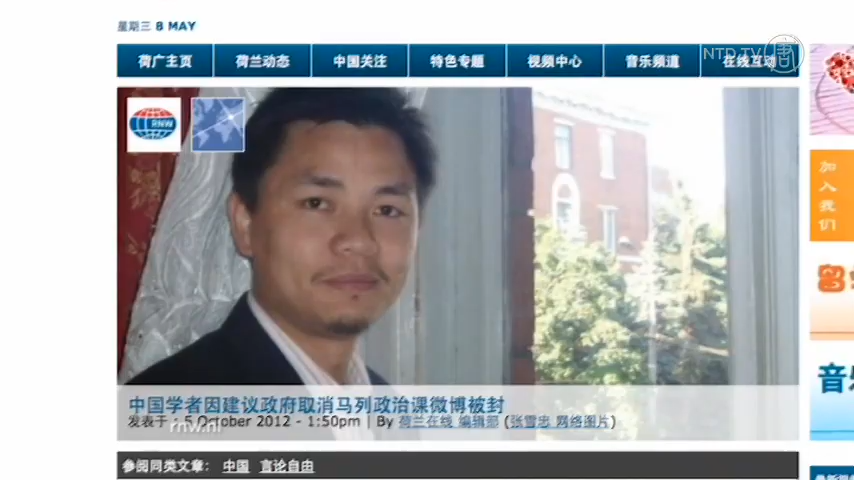 星期三 8 MAY
荷广主页 荷兰动态 中国关注 特色专题 视频中心 音乐频道 在线互动
NTD.TV
RNW
加入我们
中国学者因建议政府取消马列政治课微博被封
发表于 : 5 October 2012 - 1:50pm | By 荷兰在线 编辑部 (张雪忠 网络图片)
rnw.nl
音
参阅同类文章: 中国 言论自由